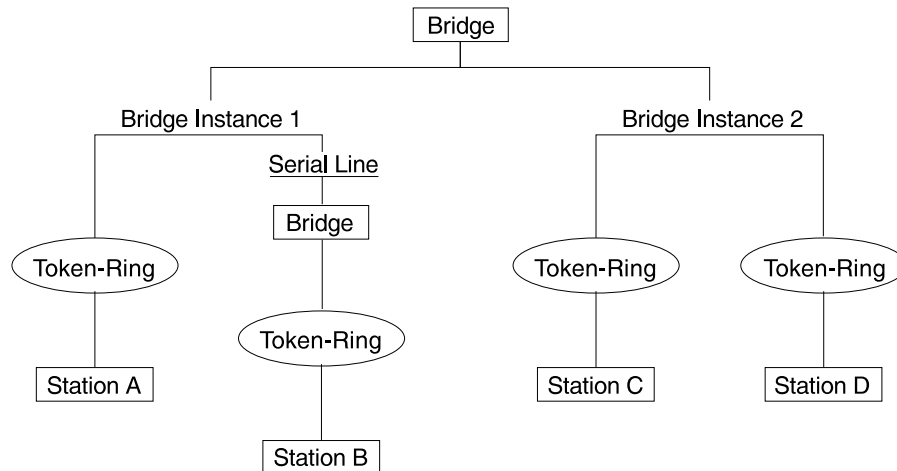 Bridge
Bridge Instance 1
Bridge Instance 2
Serial Line
Bridge
Token-Ring
Token-Ring
Token-Ring
Token-Ring
Station A
Station C
Station D
Station B